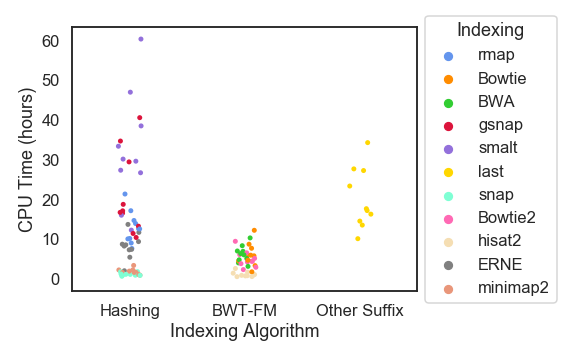 60
50
40
30
20
10
0
CPU Time (hours)
Hashing BWT-FM Other Suffix
Indexing Algorithm
Indexing
rmap
Bowtie
BWA
gsnap
smalt
last
snap
Bowtie2
hisat2
ERNE
minimap2